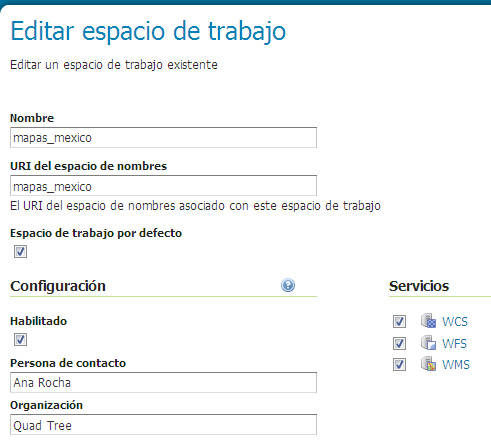 Editar espacio de trabajo
Editar un espacio de trabajo existente
Nombre
mapas_mexico
URI del espacio de nombres
mapas_mexico
El URI del espacio de nombres asociado con este espacio de trabajo
Espacio de trabajo por defecto
Configuración
Servicios
Habilitado
WCS
WFS
WMS
Persona de contacto
Ana Rocha
Organización
Quad Tree